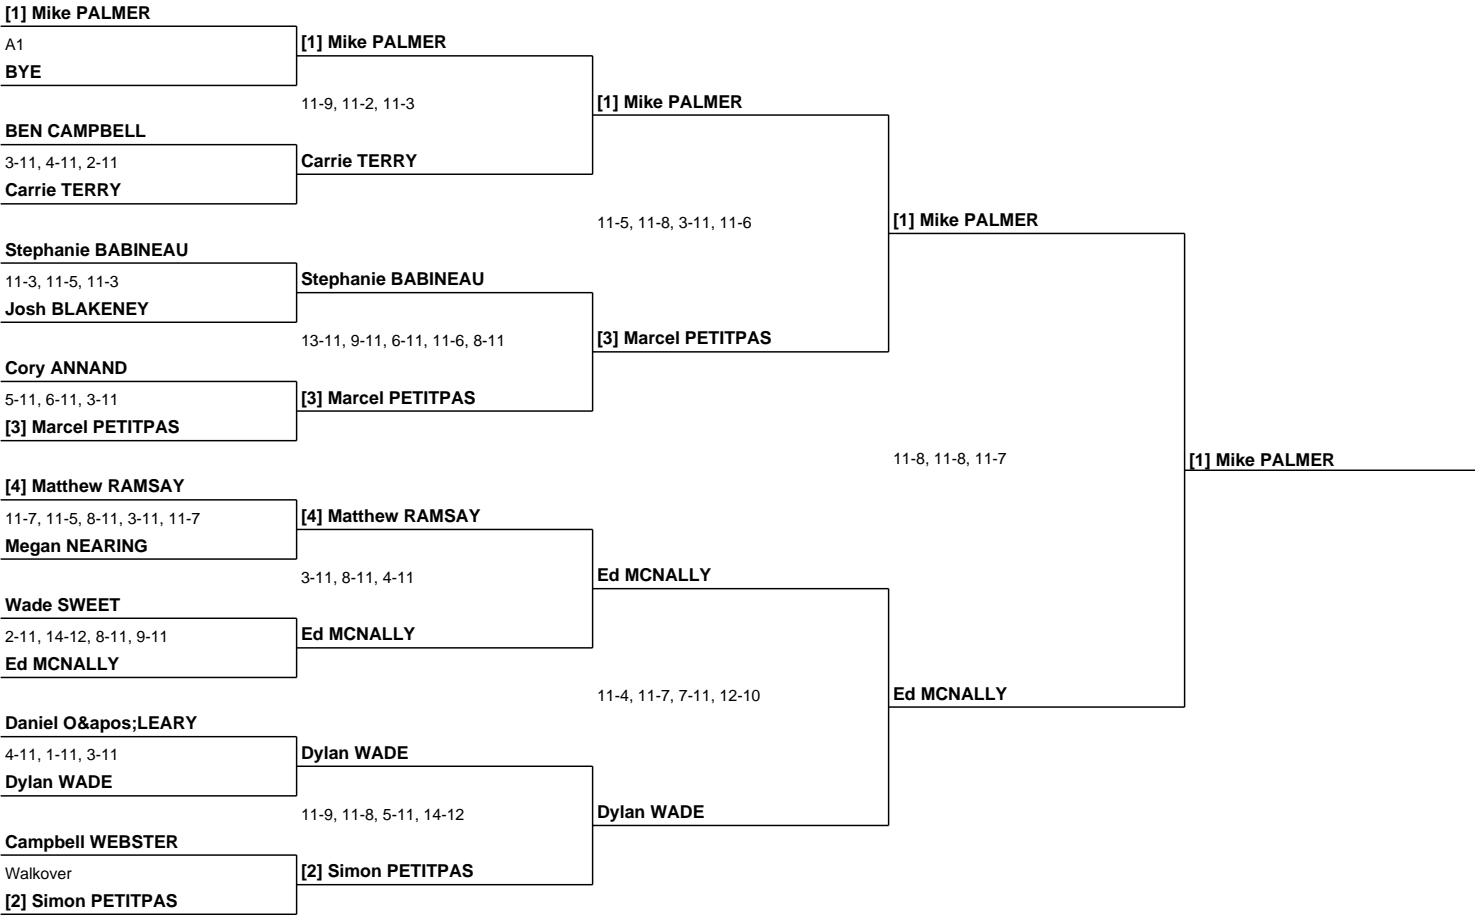 [1] Mike PALMER
A1
BYE
BEN CAMPBELL
3-11, 4-11, 2-11
Carrie TERRY
Stephanie BABINEAU
11-3, 11-5, 11-3
Josh BLAKENEY
Cory ANNAND
5-11, 6-11, 3-11
[3] Marcel PETITPAS
[4] Matthew RAMSAY
11-7, 11-5, 8-11, 3-11, 11-7
Megan NEARING
Wade SWEET
2-11, 14-12, 8-11, 9-11
Ed MCNALLY
Daniel O&apos;LEARY
4-11, 1-11, 3-11
Dylan WADE
Campbell WEBSTER
Walkover
[2] Simon PETITPAS
[1] Mike PALMER
11-9, 11-2, 11-3
Carrie TERRY
Stephanie BABINEAU
13-11, 9-11, 6-11, 11-6, 8-11
[3] Marcel PETITPAS
[4] Matthew RAMSAY
3-11, 8-11, 4-11
Ed MCNALLY
Dylan WADE
11-9, 11-8, 5-11, 14-12
[2] Simon PETITPAS
[1] Mike PALMER
11-5, 11-8, 3-11, 11-6
[3] Marcel PETITPAS
Ed MCNALLY
11-4, 11-7, 7-11, 12-10
Dylan WADE
[1] Mike PALMER
11-8, 11-8, 11-7
Ed MCNALLY
[1] Mike PALMER